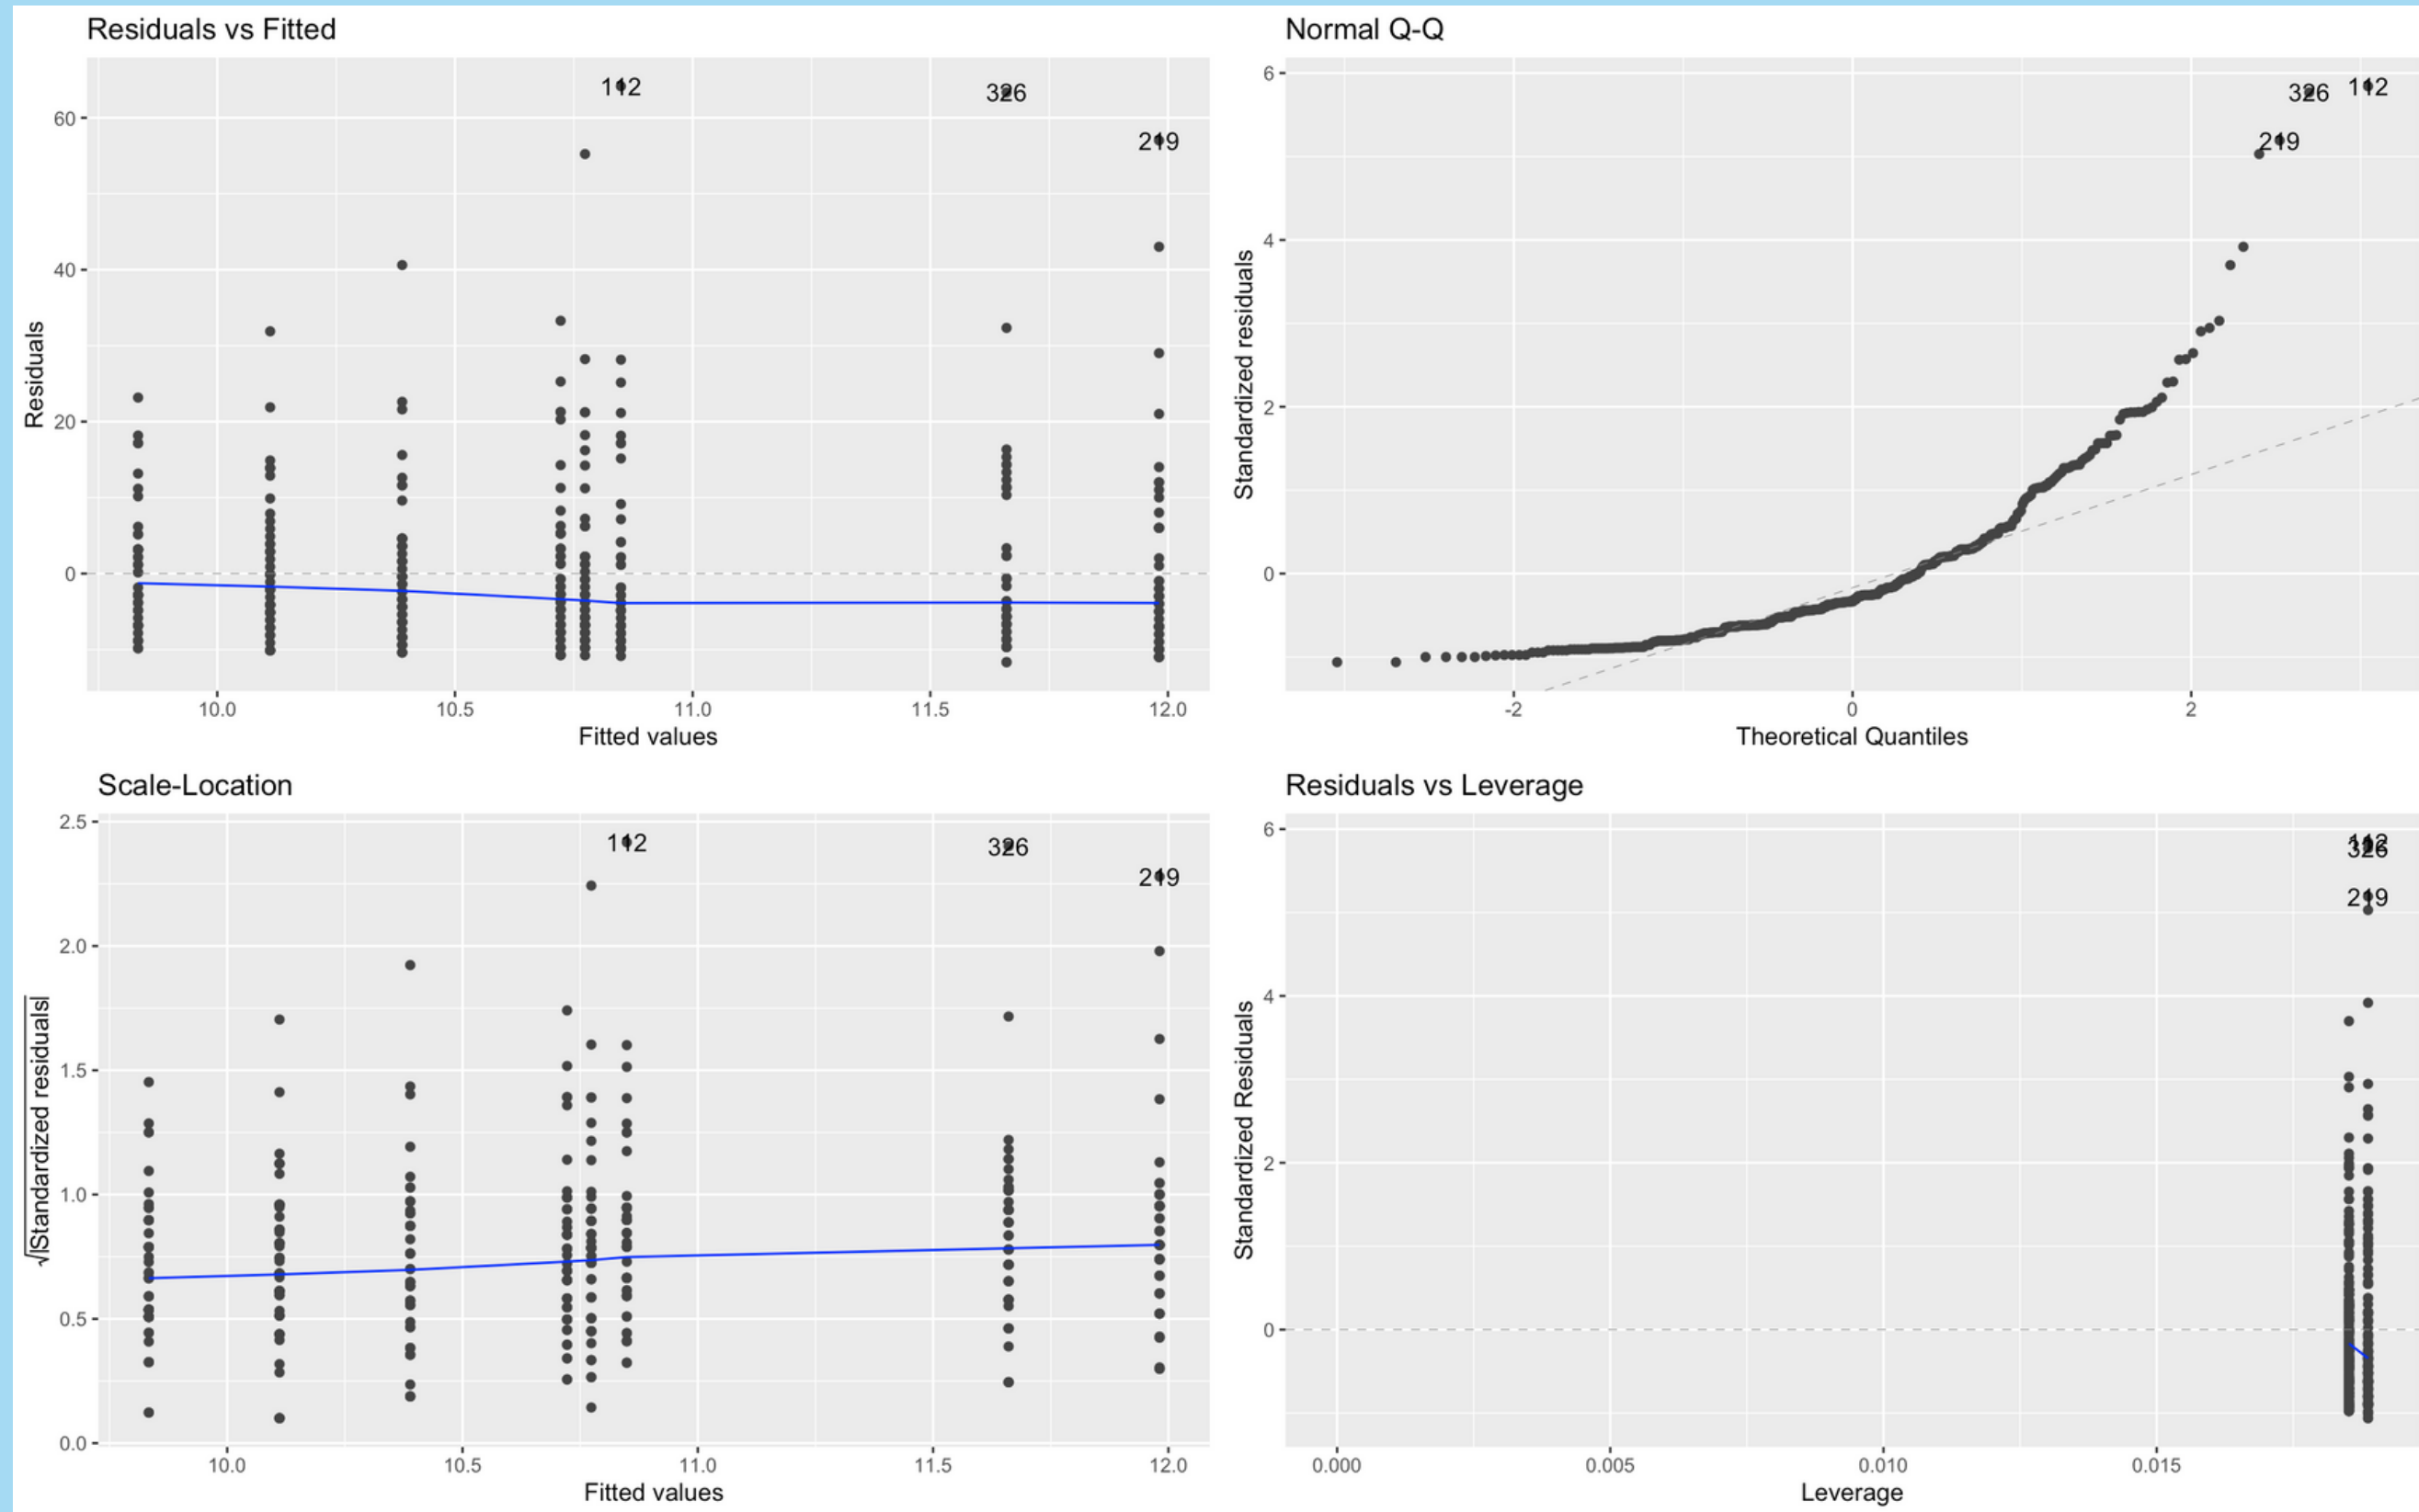 Residuals vs Fitted
112
326
219
60
40
20
0
Residuals
10.0 10.5 11.0 11.5 12.0
Fitted values
Normal Q-Q
6
326 112
219
4
2
0
Standardized residuals
-2 0 2
Theoretical Quantiles
Scale-Location
2.5
112
326
219
2.0
1.5
1.0
0.5
0.0
√|Standardized residuals|
10.0 10.5 11.0 11.5 12.0
Fitted values
Residuals vs Leverage
6
112
326
219
4
2
0
Standardized Residuals
0.000 0.005 0.010 0.015
Leverage